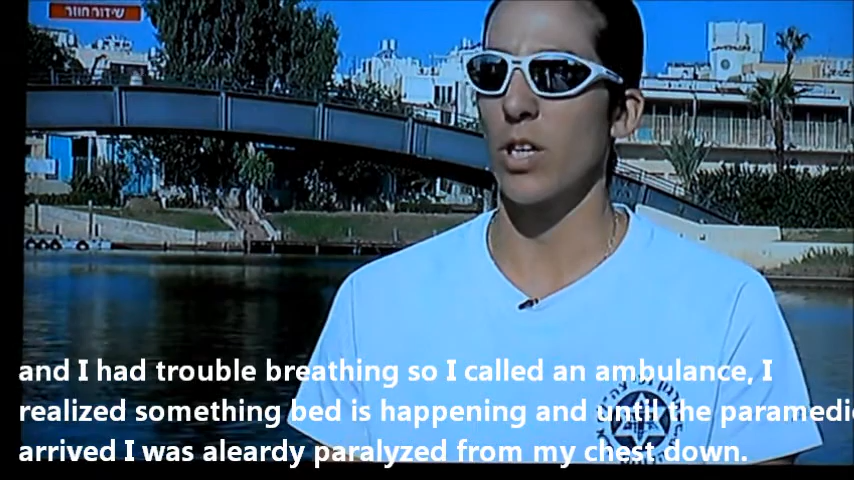 שידור חוזר
and I had trouble breathing so I called an ambulance, I
realized something bed is happening and until the paramedic
arrived I was aleardy paralyzed from my chest down.